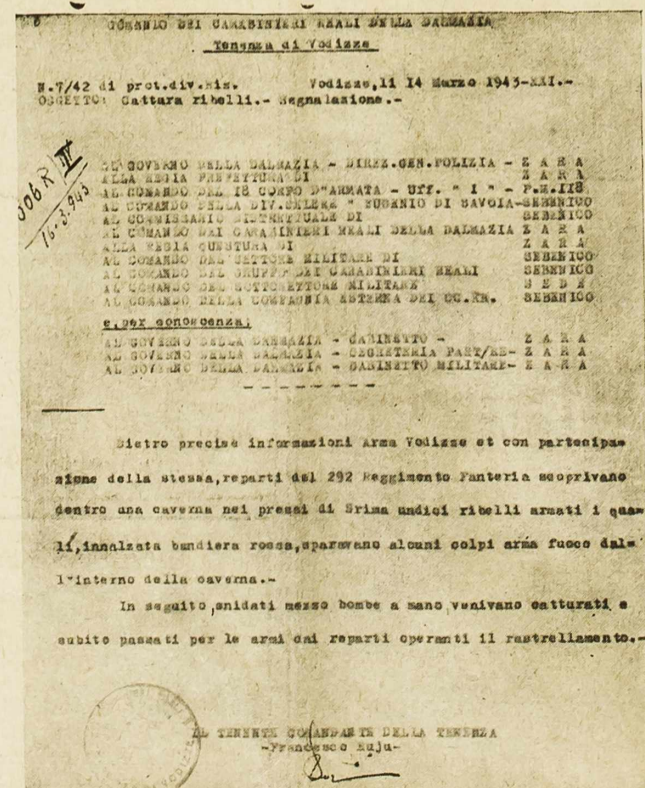 COMANDO DEI CARABINIERI REALI DELLA DALMAZIA
Tenenza di Vodizze
N.7/42 di prot.div.Ris. Vodizze,li 14 Marzo 1943-XXI.-
OGGETTO: Cattura ribelli.- Segnalazione.-
306 R/IV
16.3.943
AL GOVERNO DELLA DALMAZIA - DIREZ.GEN.POLIZIA - Z A R A
ALLA REGIA PREFETTURA DI Z A R A
AL COMANDO DEL 18 CORPO D"ARMATA - Uff. " I " - P.M.118
AL COMANDO DELLA DIV.CELERE " EUGENIO DI SAVOIA-SEBENICO
AL COMMISSARIO DISTRETTUALE DI SEBENICO
AL COMANDO DEI CARABINIERI REALI DELLA DALMAZIA Z A R A
ALLA REGIA QUESTURA DI Z A R A
AL COMANDO DEL SETTORE MILITARE DI SEBENICO
AL COMANDO DEL GRUPPO DEI CARABINIERI REALI SEBENICO
AL COMANDO DEL SOTTOSETTORE MILITARE S E D E
AL COMANDO DELLA COMPAGNIA ESTERNA DEI CC.RR. SEBENICO
e,per conoscenza:
AL GOVERNO DELLA DALMAZIA - GABINETTO - Z A R A
AL GOVERNO DELLA DALMAZIA - SEGRETERIA PART/RE- Z A R A
AL GOVERNO DELLA DALMAZIA - GABINETTO MILITARE- Z A R A
Dietro precise informazioni Arma Vodizze et con partecipa=
zione della stessa,reparti del 292 Reggimento Fanteria scoprivano
dentro una caverna nei pressi di Srima undici ribelli armati i qua=
li,innalzata bandiera rossa,sparavano alcuni colpi arma fuoco dal=
l"interno della caverna.-
In seguito,snidati mezzo bombe a mano venivano catturati e
subito passati per le armi dai reparti operanti il rastrellamento.-
IL TENENTE COMANDANTE DELLA TENENZA
-Francesco Suju-